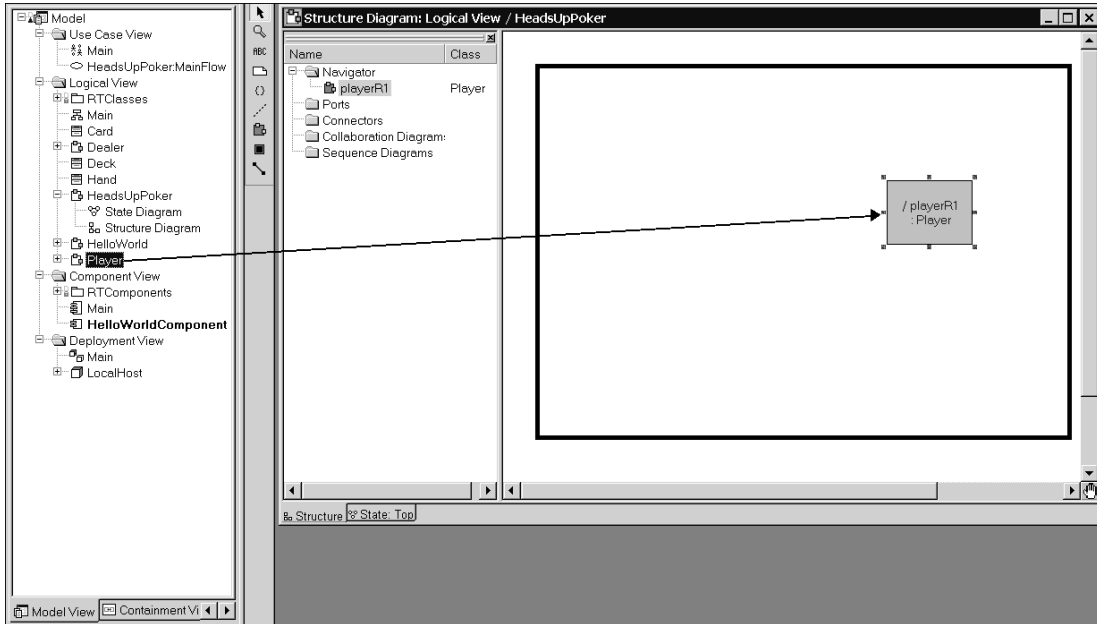 Model
Use Case View
Main
HeadsUpPoker:MainFlow
Logical View
RTClasses
Main
Card
Dealer
Deck
Hand
HeadsUpPoker
State Diagram
Structure Diagram
HelloWorld
Player
Component View
RTComponents
Main
HelloWorldComponent
Deployment View
Main
LocalHost
Model View
Containment Vi
ABC
Structure Diagram: Logical View / HeadsUpPoker
Name Class
Navigator
playerR1 Player
Ports
Connectors
Collaboration Diagram:
Sequence Diagrams
/ playerR1
: Player
Structure
State: Top